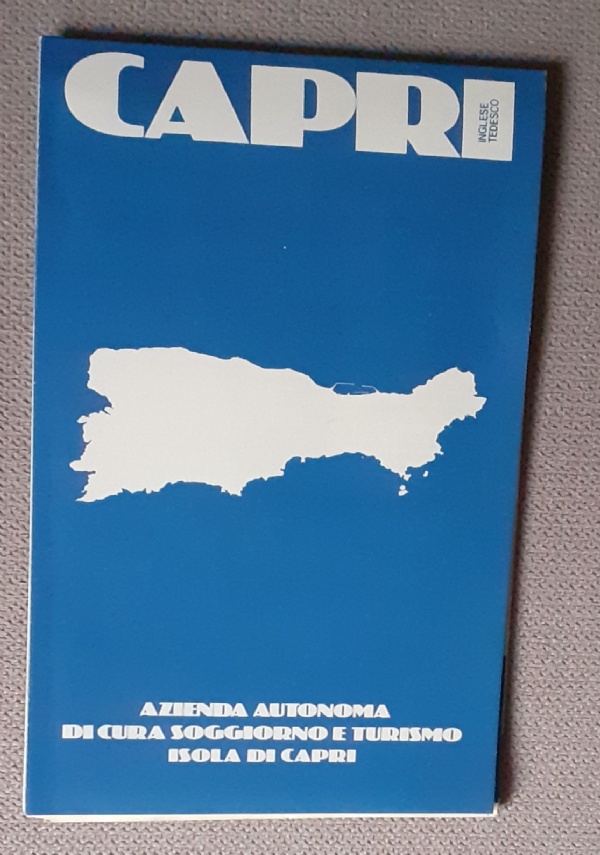 CAPRI
INGLESE
TEDESCO
AZIENDA AUTONOMA
DI CURA SOGGIORNO E TURISMO
ISOLA DI CAPRI